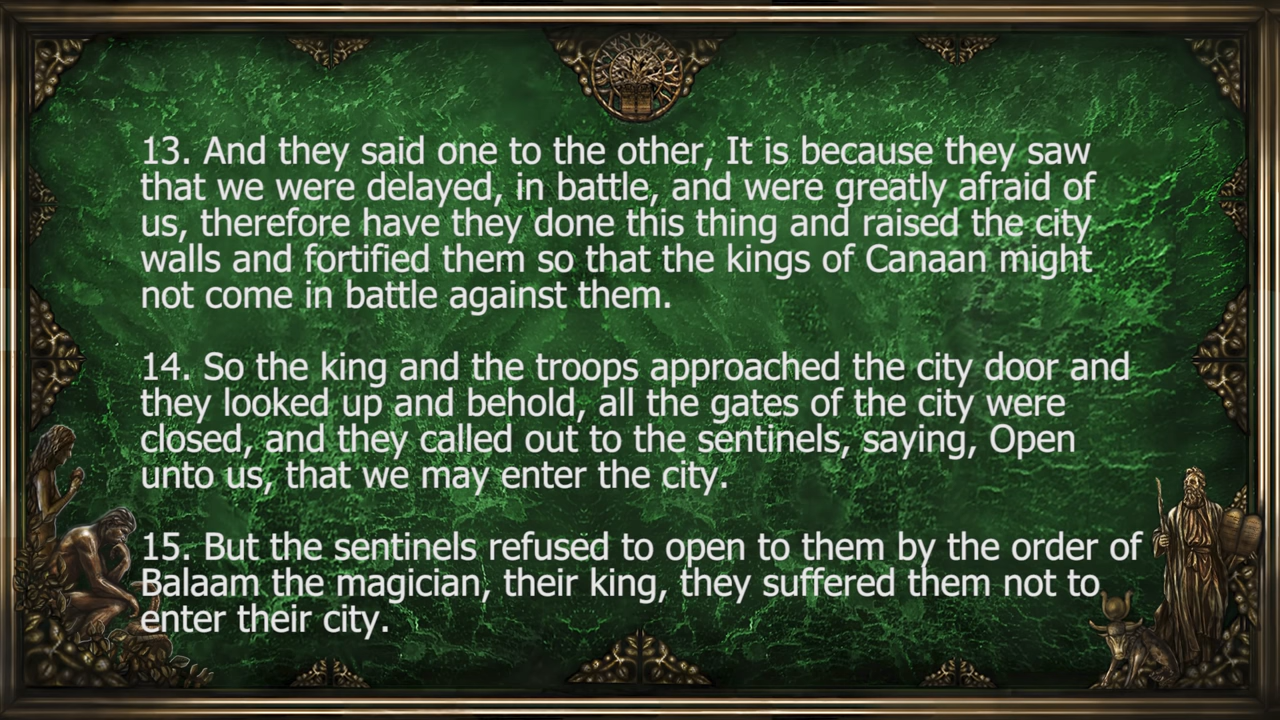 13. And they said one to the other, It is because they saw
that we were delayed, in battle, and were greatly afraid of
us, therefore have they done this thing and raised the city
walls and fortified them so that the kings of Canaan might
not come in battle against them.
14. So the king and the troops approached the city door and
they looked up and behold, all the gates of the city were
closed, and they called out to the sentinels, saying, Open
unto us, that we may enter the city.
15. But the sentinels refused to open to them by the order of
Balaam the magician, their king, they suffered them not to
enter their city.